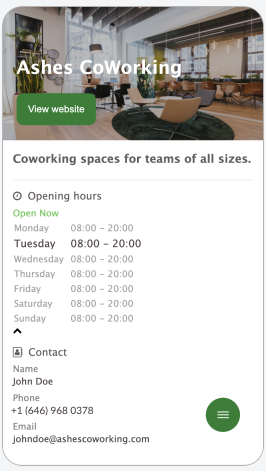 Ashes CoWorking
View website
Coworking spaces for teams of all sizes.
Opening hours
Open Now
Monday 08:00 – 20:00
Tuesday 08:00 – 20:00
Wednesday 08:00 – 20:00
Thursday 08:00 – 20:00
Friday 08:00 – 20:00
Saturday 08:00 – 20:00
Sunday 08:00 – 20:00
Contact
Name
John Doe
Phone
+1 (646) 968 0378
Email
johndoe@ashescoworking.com